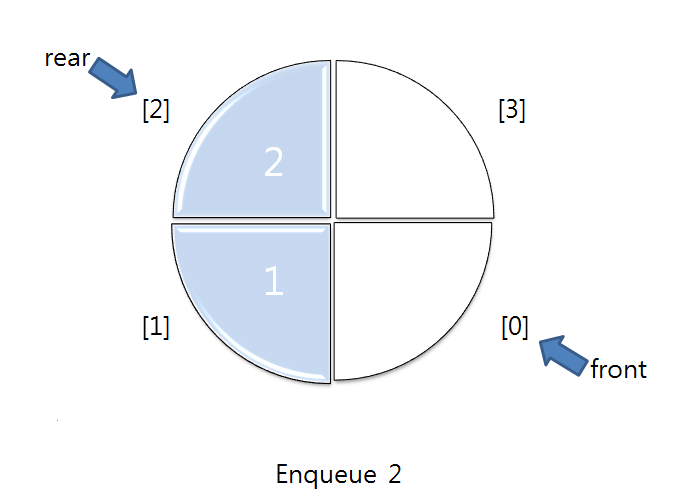 rear
[2]
[3]
2
1
[1]
[0]
front
Enqueue 2